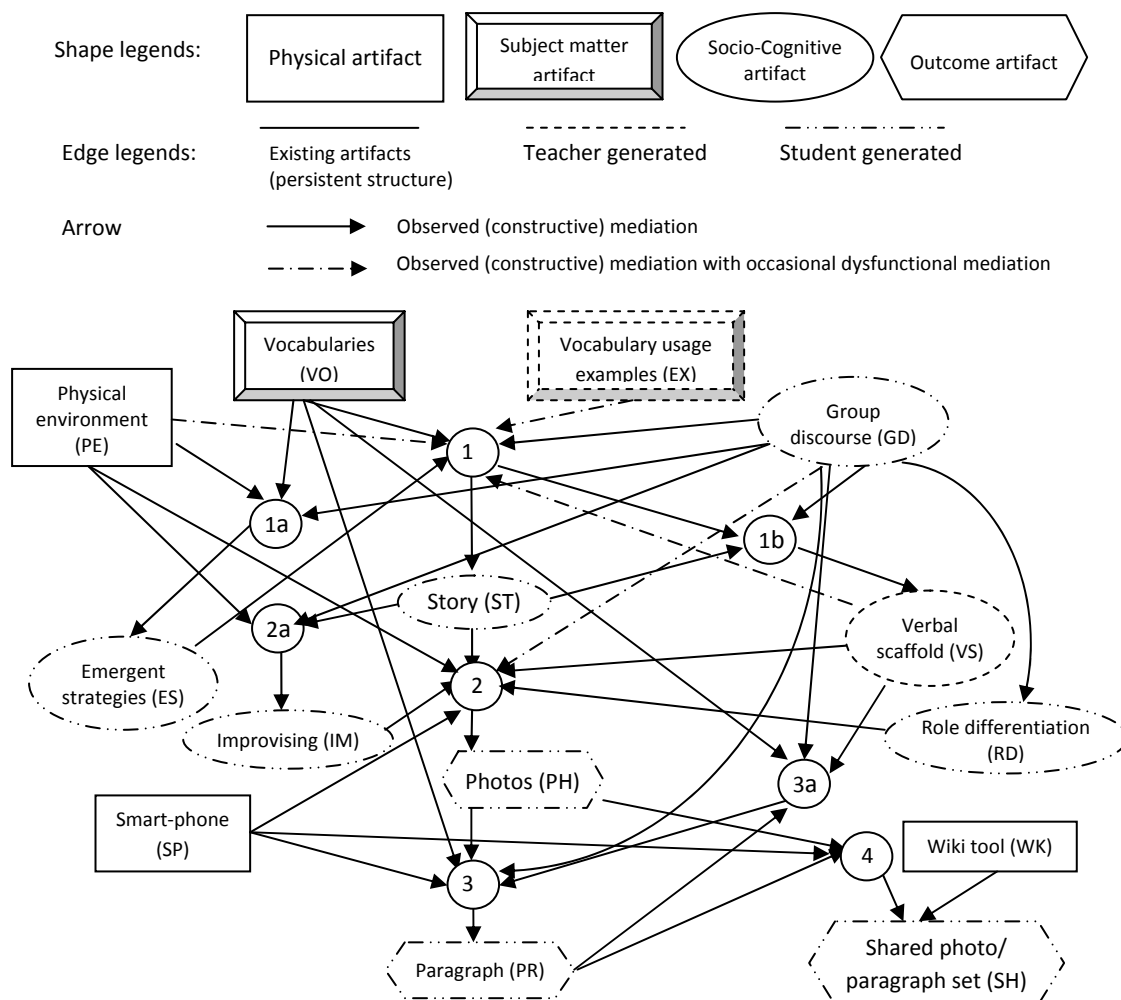 Shape legends:
Physical artifact
Subject matter
artifact
Socio-Cognitive
artifact
Outcome artifact
Edge legends:
Existing artifacts
(persistent structure)
Teacher generated
Student generated
Arrow
Observed (constructive) mediation
Observed (constructive) mediation with occasional dysfunctional mediation
Vocabularies
(VO)
Vocabulary usage
examples (EX)
Physical
environment
(PE)
Group
discourse (GD)
1
1a
1b
Story (ST)
2a
Verbal
scaffold (VS)
Emergent
strategies (ES)
2
Improvising (IM)
Role differentiation
(RD)
Photos (PH)
3a
Smart-phone
(SP)
4
Wiki tool (WK)
3
Paragraph (PR)
Shared photo/
paragraph set (SH)